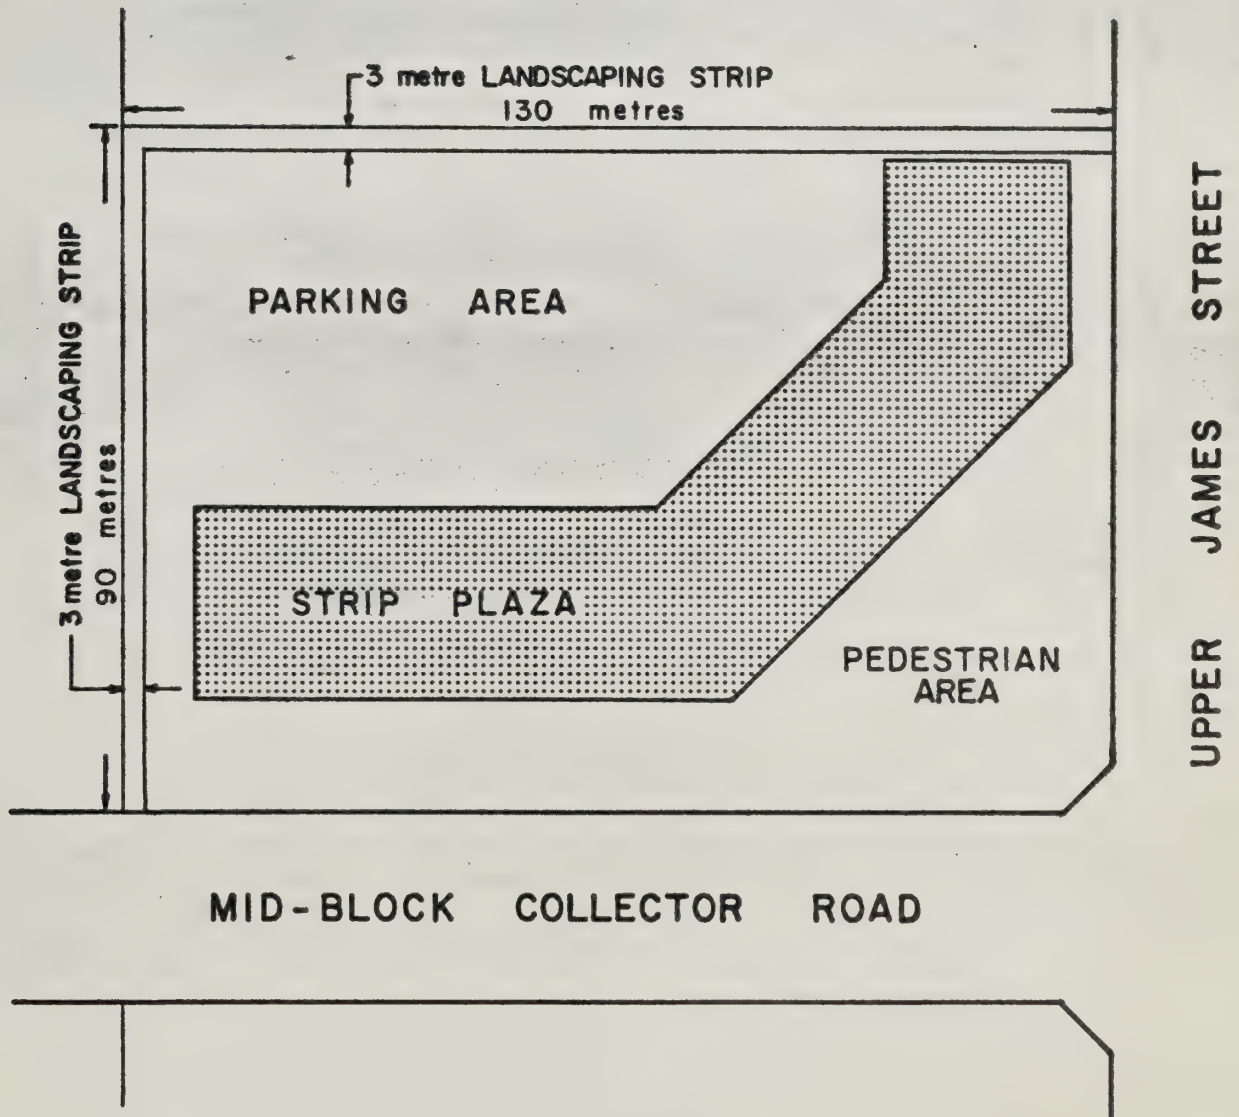 3 metre LANDSCAPING STRIP
130 metres
3 metre LANDSCAPING STRIP
90 metres
PARKING AREA
STRIP PLAZA
PEDESTRIAN
AREA
UPPER JAMES STREET
MID-BLOCK COLLECTOR ROAD